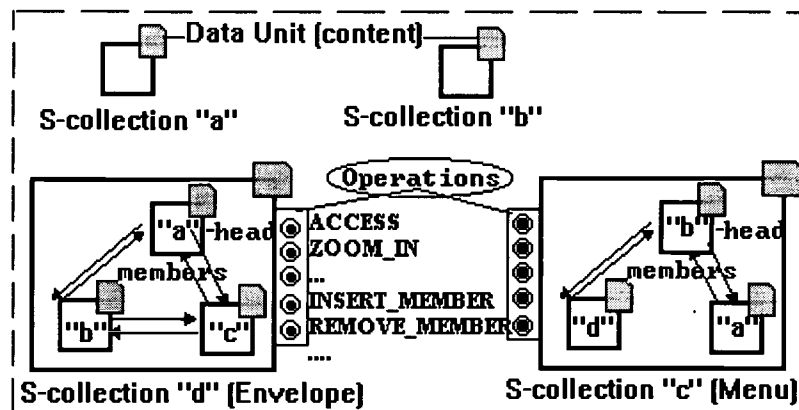 Data Unit (content)
S-collection "a"
S-collection "b"
Operations
"a" -head
members
"b"
"c"
ACCESS
ZOOM_IN
...
INSERT_MEMBER
REMOVE_MEMBER
....
"b" -head
members
"d"
"a"
S-collection "d" (Envelope)
S-collection "c" (Menu)